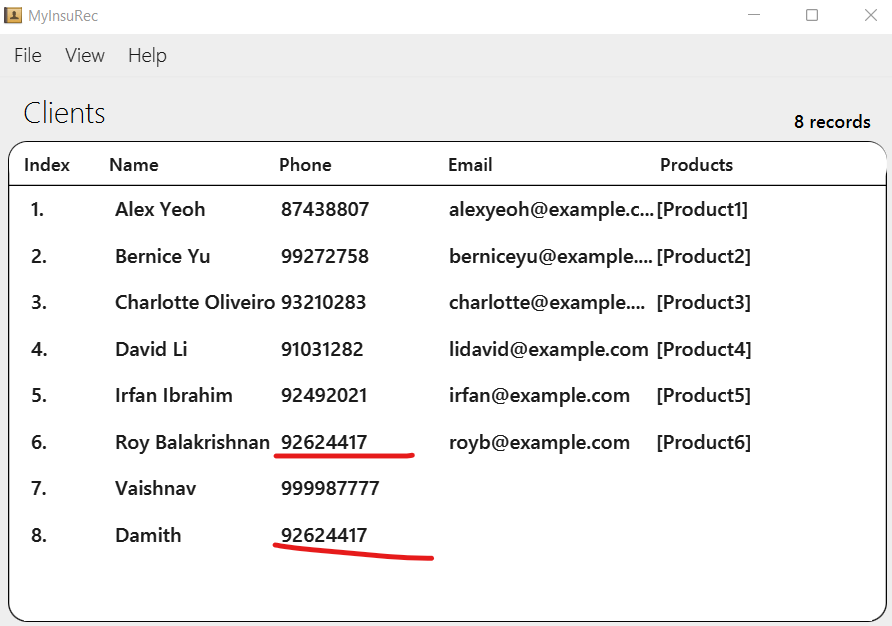 MyInsuRec
File View Help
Clients
8 records
Index Name Phone Email Products
1. Alex Yeoh 87438807 alexyeoh@example.c... [Product1]
2. Bernice Yu 99272758 berniceyu@example.... [Product2]
3. Charlotte Oliveiro 93210283 charlotte@example.... [Product3]
4. David Li 91031282 lidavid@example.com [Product4]
5. Irfan Ibrahim 92492021 irfan@example.com [Product5]
6. Roy Balakrishnan 92624417 royb@example.com [Product6]
7. Vaishnav 999987777
8. Damith 92624417